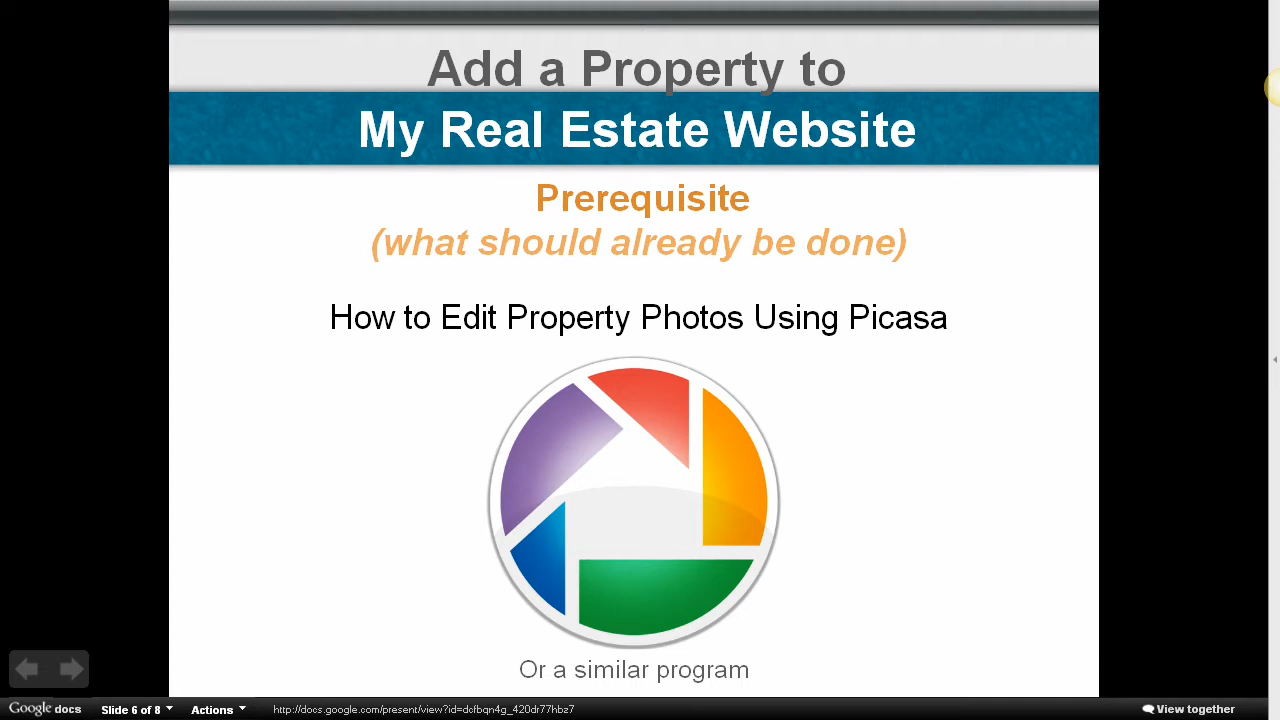 Add a Property to
My Real Estate Website
Prerequisite
(what should already be done)
How to Edit Property Photos Using Picasa
Or a similar program
Google docs Slide 6 of 8 Actions http://docs.google.com/present/view?id=dcfbqn4g_420dr77hbz7 View together